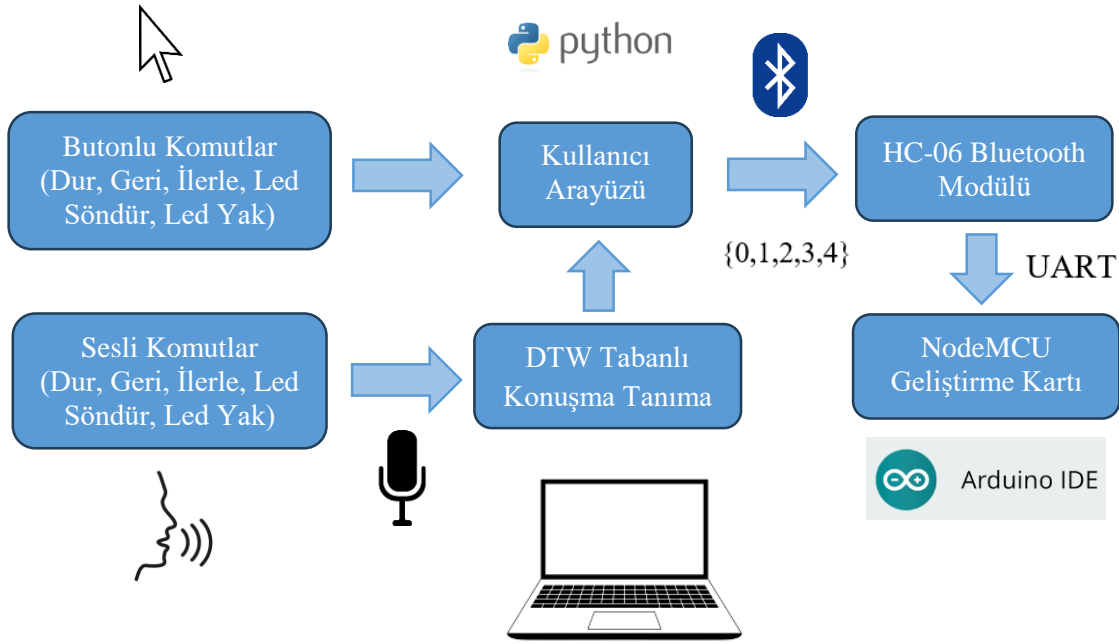 python
Butonlu Komutlar
(Dur, Geri, İlerle, Led
Söndür, Led Yak)
Kullanıcı
Arayüzü
HC-06 Bluetooth
Modülü
{0,1,2,3,4}
UART
Sesli Komutlar
(Dur, Geri, İlerle, Led
Söndür, Led Yak)
DTW Tabanlı
Konuşma Tanıma
NodeMCU
Geliştirme Kartı
Arduino IDE